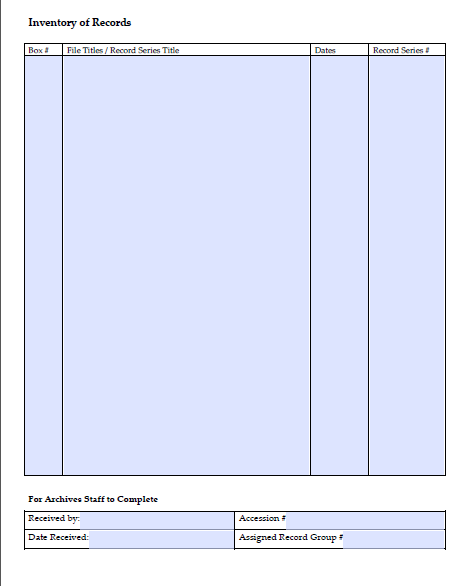 Inventory of Records
Box # File Titles / Record Series Title Dates Record Series #
For Archives Staff to Complete
Received by: Accession #
Date Received: Assigned Record Group #